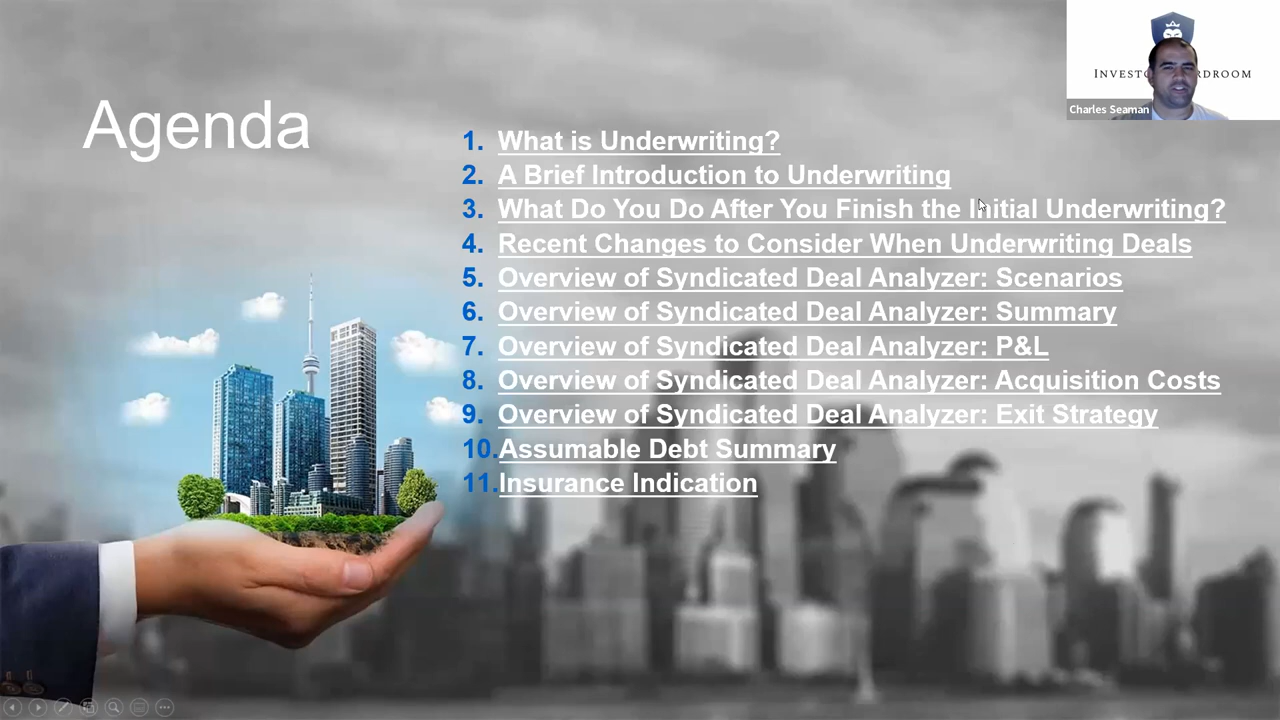 Agenda
1. What is Underwriting?
2. A Brief Introduction to Underwriting
3. What Do You Do After You Finish the Initial Underwriting?
4. Recent Changes to Consider When Underwriting Deals
5. Overview of Syndicated Deal Analyzer: Scenarios
6. Overview of Syndicated Deal Analyzer: Summary
7. Overview of Syndicated Deal Analyzer: P&L
8. Overview of Syndicated Deal Analyzer: Acquisition Costs
9. Overview of Syndicated Deal Analyzer: Exit Strategy
10. Assumable Debt Summary
11. Insurance Indication
Charles Seaman